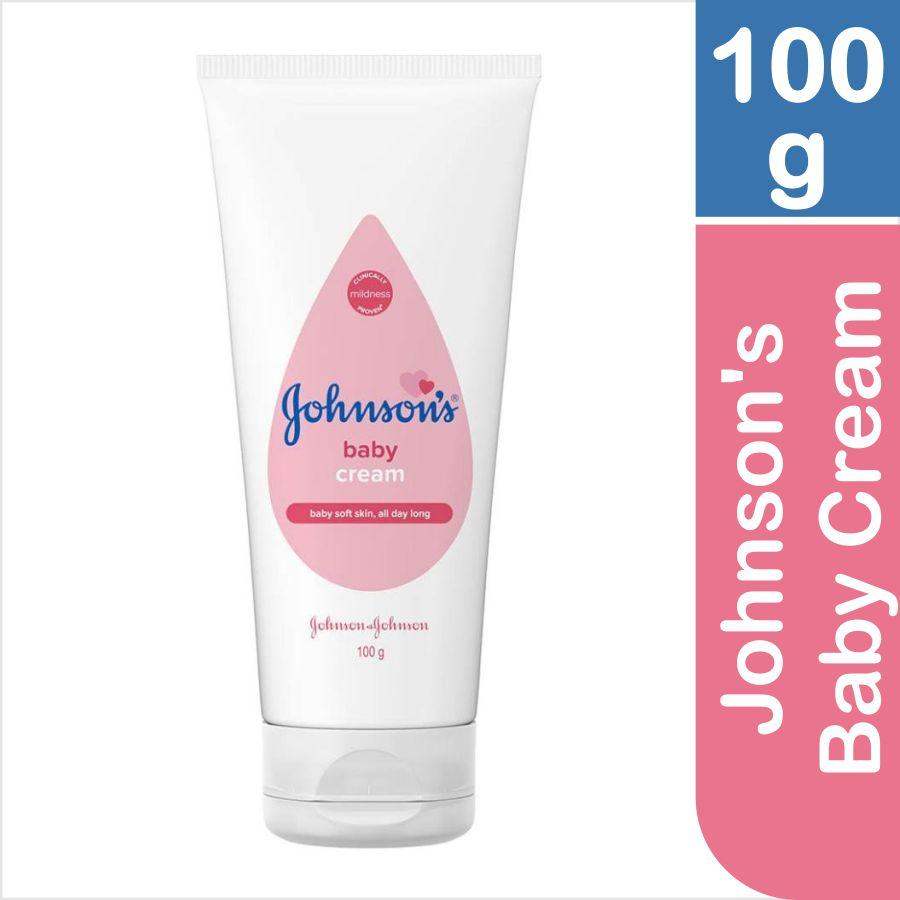 CLINICALLY
mildness
PROVEN*
Johnson's®
baby
cream
baby soft skin, all day long
Johnson & Johnson
100 g
100
g
Johnson's
Baby Cream